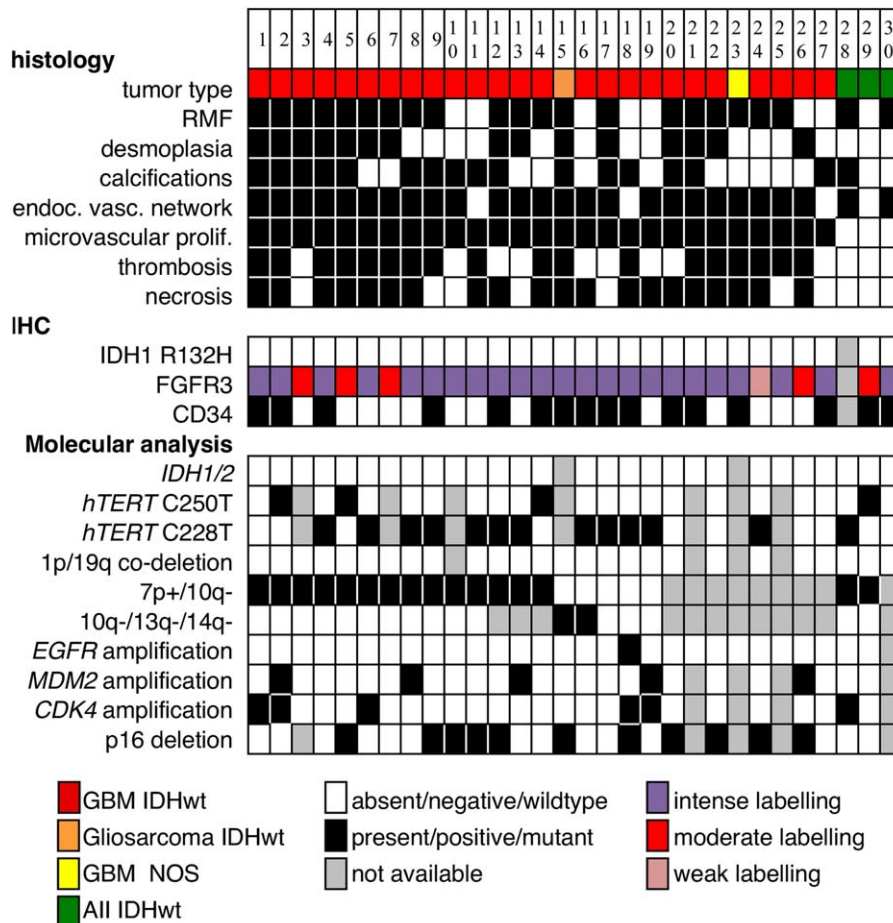 1 2 3 4 5 6 7 8 9 10 11 12 13 14 15 16 17 18 19 20 21 22 23 24 25 26 27 28 29 30
histology
tumor type
RMF
desmoplasia
calcifications
endoc. vasc. network
microvascular prolif.
thrombosis
necrosis
IHC
IDH1 R132H
FGFR3
CD34
Molecular analysis
IDH1/2
hTERT C250T
hTERT C228T
1p/19q co-deletion
7p+/10q-
10q-/13q-/14q-
EGFR amplification
MDM2 amplification
CDK4 amplification
p16 deletion
GBM IDHwt absent/negative/wildtype intense labelling
Gliosarcoma IDHwt present/positive/mutant moderate labelling
GBM NOS not available weak labelling
AII IDHwt